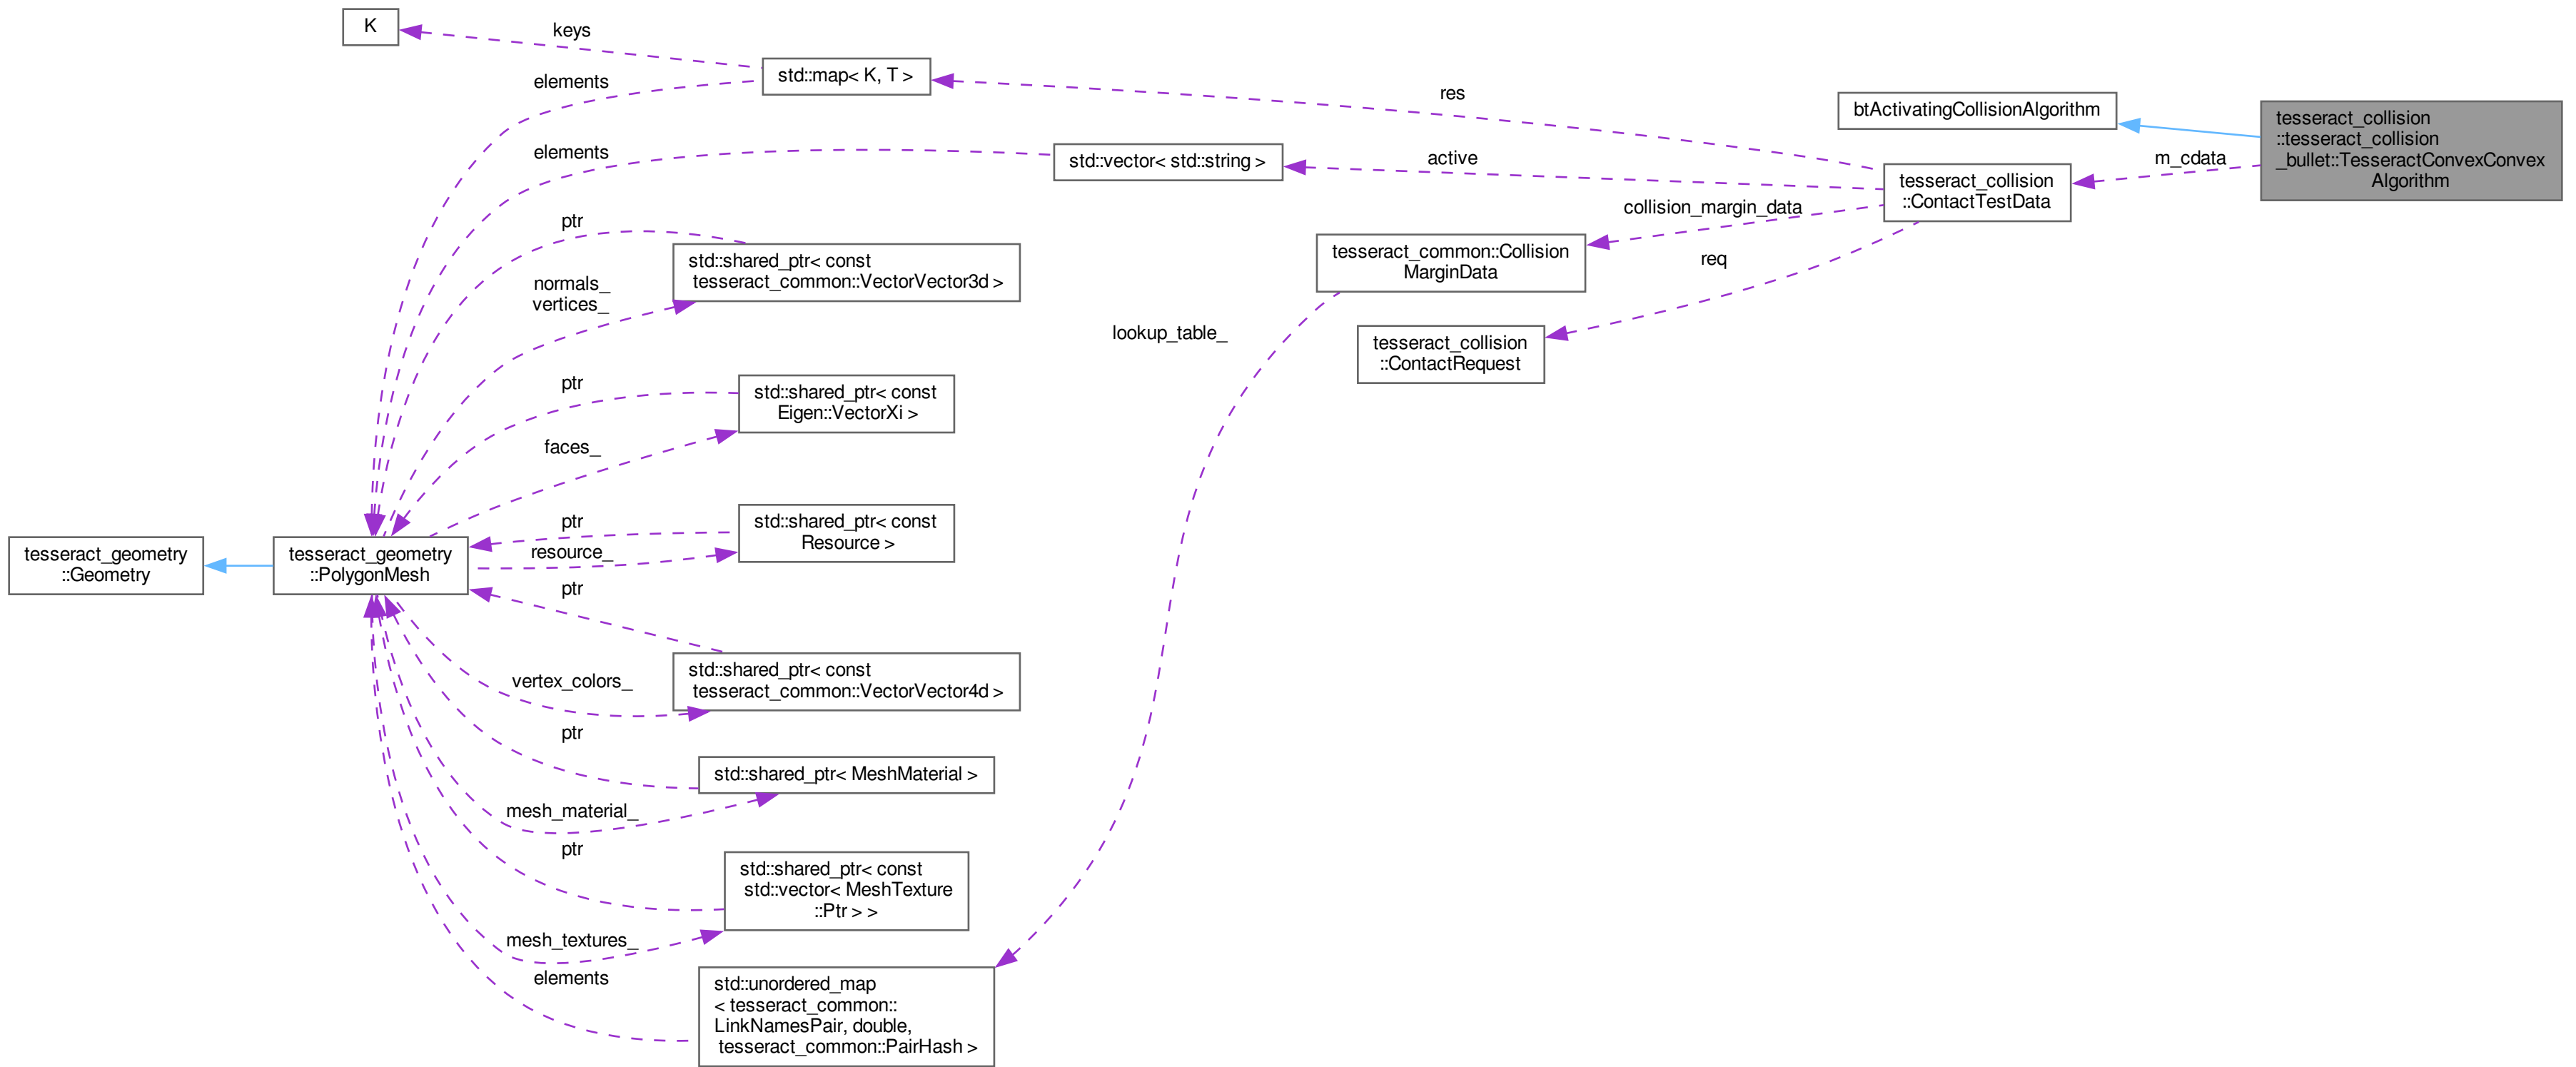 K
keys
std::map< K, T >
elements
res
btActivatingCollisionAlgorithm
tesseract_collision
::tesseract_collision
_bullet::TesseractConvexConvex
Algorithm
m_cdata
elements
std::vector< std::string >
active
tesseract_collision
::ContactTestData
collision_margin_data
ptr
std::shared_ptr< const
tesseract_common::VectorVector3d >
normals_
vertices_
tesseract_common::Collision
MarginData
req
lookup_table_
tesseract_collision
::ContactRequest
ptr
std::shared_ptr< const
Eigen::VectorXi >
faces_
ptr
std::shared_ptr< const
Resource >
resource_
tesseract_geometry
::Geometry
tesseract_geometry
::PolygonMesh
ptr
std::shared_ptr< const
tesseract_common::VectorVector4d >
vertex_colors_
ptr
std::shared_ptr< MeshMaterial >
mesh_material_
ptr
std::shared_ptr< const
std::vector< MeshTexture
::Ptr > >
mesh_textures_
elements
std::unordered_map
< tesseract_common::
LinkNamesPair, double,
tesseract_common::PairHash >